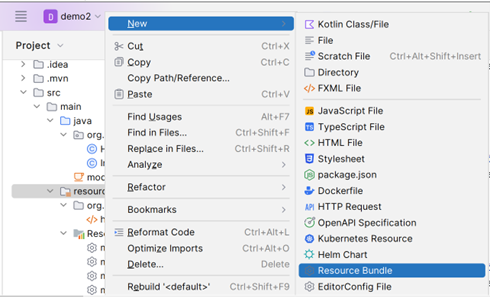 demo2
Project
.idea
.mvn
src
main
java
org.
resourc
org.
Res
New
Cut Ctrl+X
Copy Ctrl+C
Copy Path/Reference...
Paste Ctrl+V
Find Usages Alt+F7
Find in Files... Ctrl+Shift+F
Replace in Files... Ctrl+Shift+R
Analyze
Refactor
Bookmarks
Reformat Code Ctrl+Alt+L
Optimize Imports Ctrl+Alt+O
Delete... Delete
Rebuild '<default>' Ctrl+Shift+F9
Kotlin Class/File
File
Scratch File Ctrl+Alt+Shift+Insert
Directory
FXML File
JavaScript File
TypeScript File
HTML File
Stylesheet
package.json
Dockerfile
API HTTP Request
OpenAPI Specification
Kubernetes Resource
Helm Chart
Resource Bundle
EditorConfig File